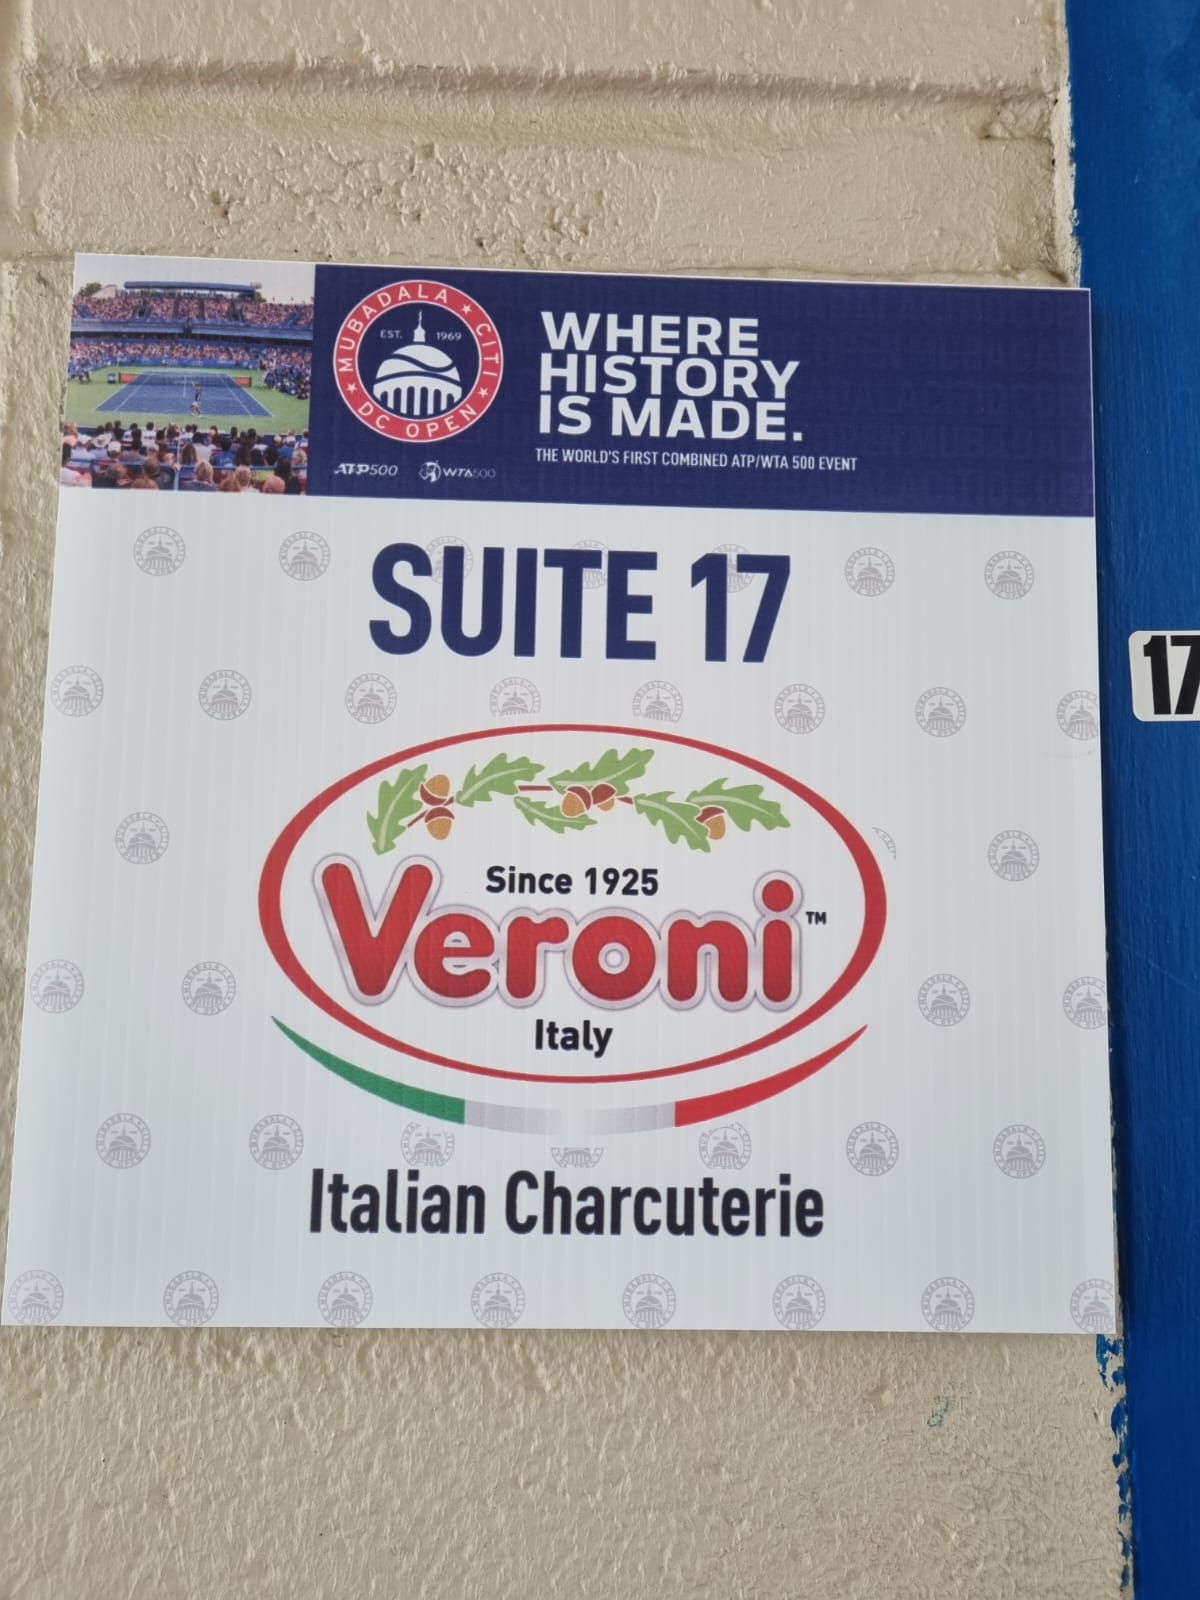 MUBADALA ★ CITI ★ DC OPEN ★
EST. 1969
ATP500 WTA500
WHERE
HISTORY
IS MADE.
THE WORLD'S FIRST COMBINED ATP/WTA 500 EVENT
SUITE 17
17
Since 1925
Veroni™
Italy
Italian Charcuterie